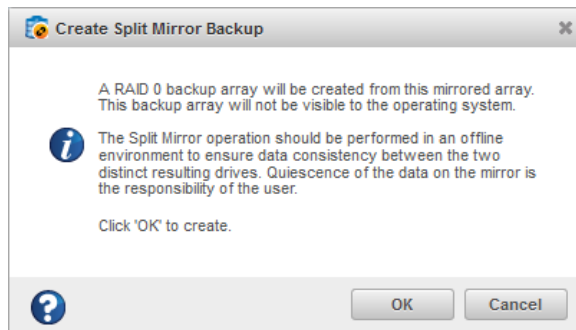 Create Split Mirror Backup
A RAID 0 backup array will be created from this mirrored array.
This backup array will not be visible to the operating system.
The Split Mirror operation should be performed in an offline
environment to ensure data consistency between the two
distinct resulting drives. Quiescence of the data on the mirror is
the responsibility of the user.
Click 'OK' to create.
OK
Cancel